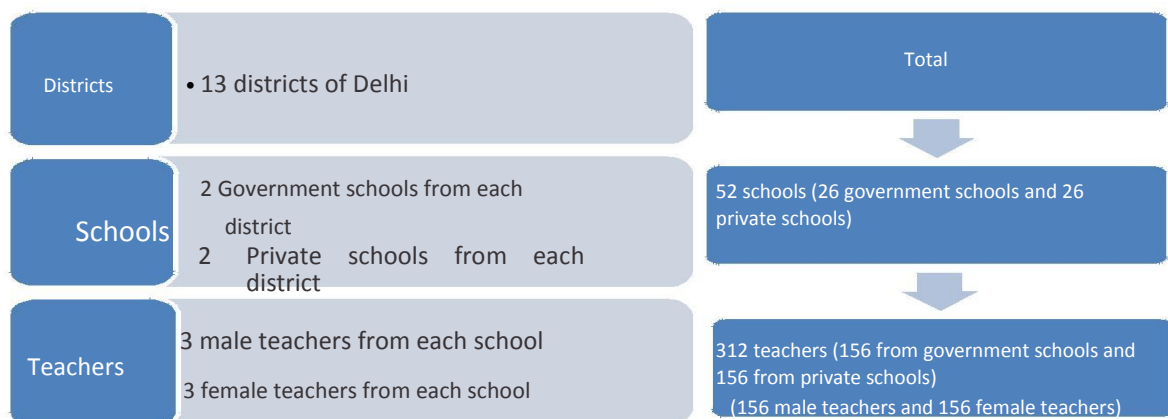 Districts
• 13 districts of Delhi
Total
Schools
2 Government schools from each
district
2 Private schools from each
district
52 schools (26 government schools and 26
private schools)
Teachers
3 male teachers from each school
3 female teachers from each school
312 teachers (156 from government schools and
156 from private schools)
(156 male teachers and 156 female teachers)